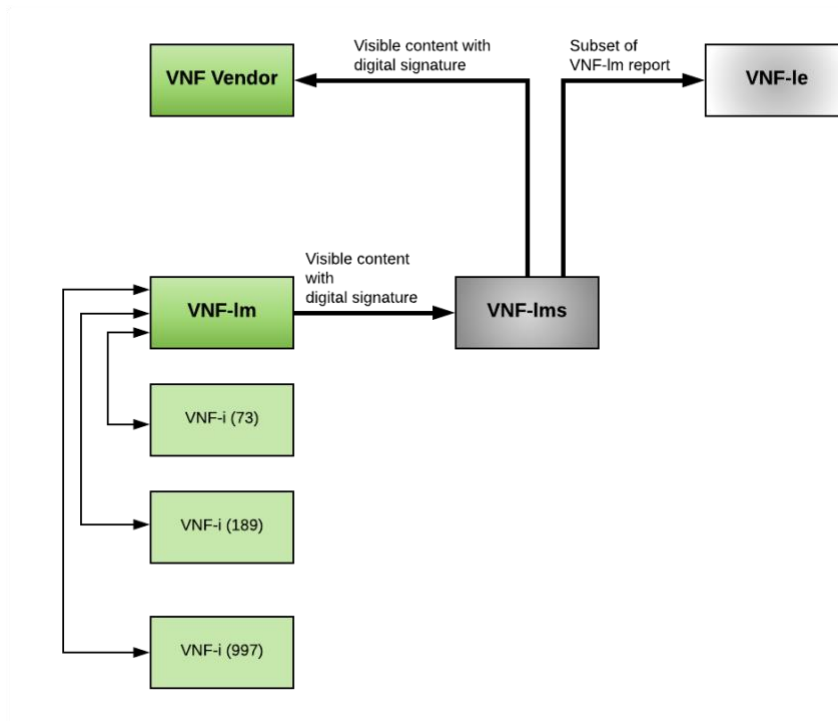 Visible content with
digital signature
Subset of
VNF-lm report
VNF Vendor
VNF-le
Visible content
with
digital signature
VNF-lm
VNF-lms
VNF-i (73)
VNF-i (189)
VNF-i (997)